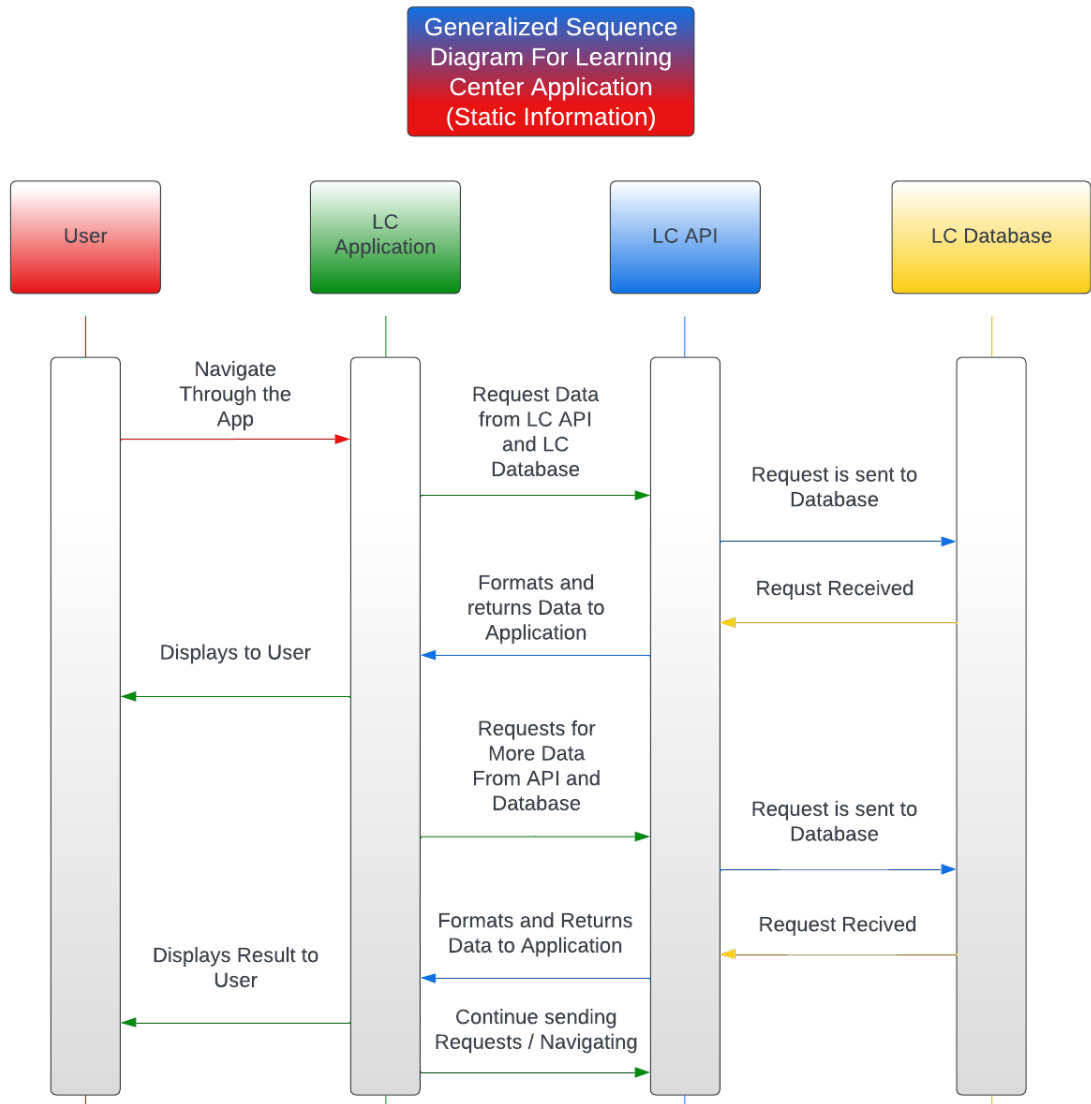 Generalized Sequence
Diagram For Learning
Center Application
(Static Information)
User
LC
Application
LC API
LC Database
Navigate
Through the
App
Request Data
from LC API
and LC
Database
Request is sent to
Database
Requst Received
Formats and
returns Data to
Application
Displays to User
Requests for
More Data
From API and
Database
Request is sent to
Database
Request Recived
Formats and Returns
Data to Application
Displays Result to
User
Continue sending
Requests / Navigating